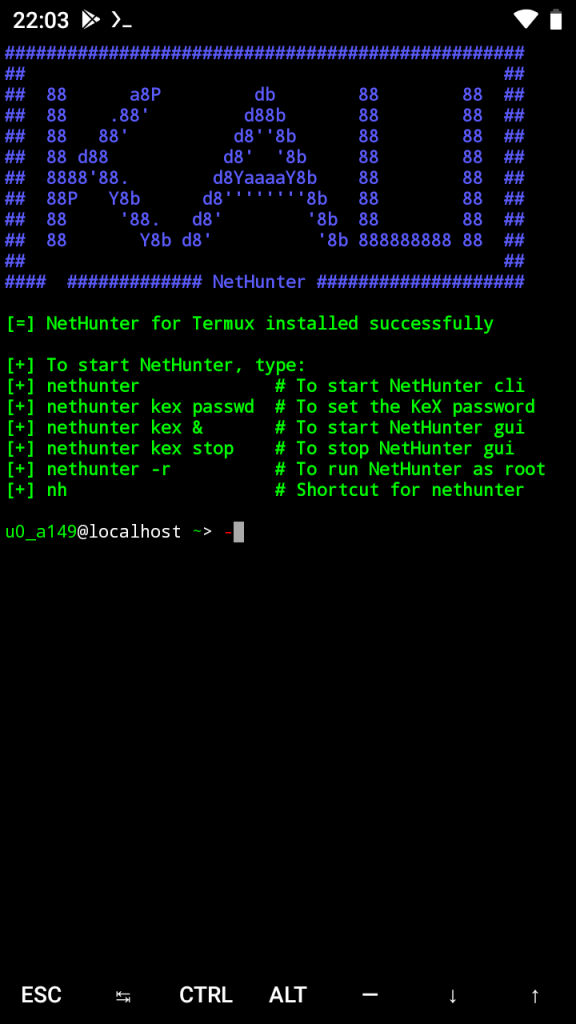 22:03
##################################################
##                                              ##
##  88      a8P         db        88        88  ##
##  88     .88'         d88b       88        88  ##
##  88   88'          d8''8b      88        88  ##
##  88 d88           d8'  '8b     88        88  ##
##  8888'88.        d8YaaaaY8b    88        88  ##
##  88P   Y8b      d8''''''''8b   88        88  ##
##  88     '88.   d8'        '8b  88        88  ##
##  88       Y8b d8'          '8b 888888888 88  ##
##                                              ##
####  ############# NetHunter ####################
[=] NetHunter for Termux installed successfully
[+] To start NetHunter, type:
[+] nethunter             # To start NetHunter cli
[+] nethunter kex passwd  # To set the KeX password
[+] nethunter kex &       # To start NetHunter gui
[+] nethunter kex stop    # To stop NetHunter gui
[+] nethunter -r          # To run NetHunter as root
[+] nh                    # Shortcut for nethunter
u0_a149@localhost ~> -
ESC ↹ CTRL ALT — ↓ ↑